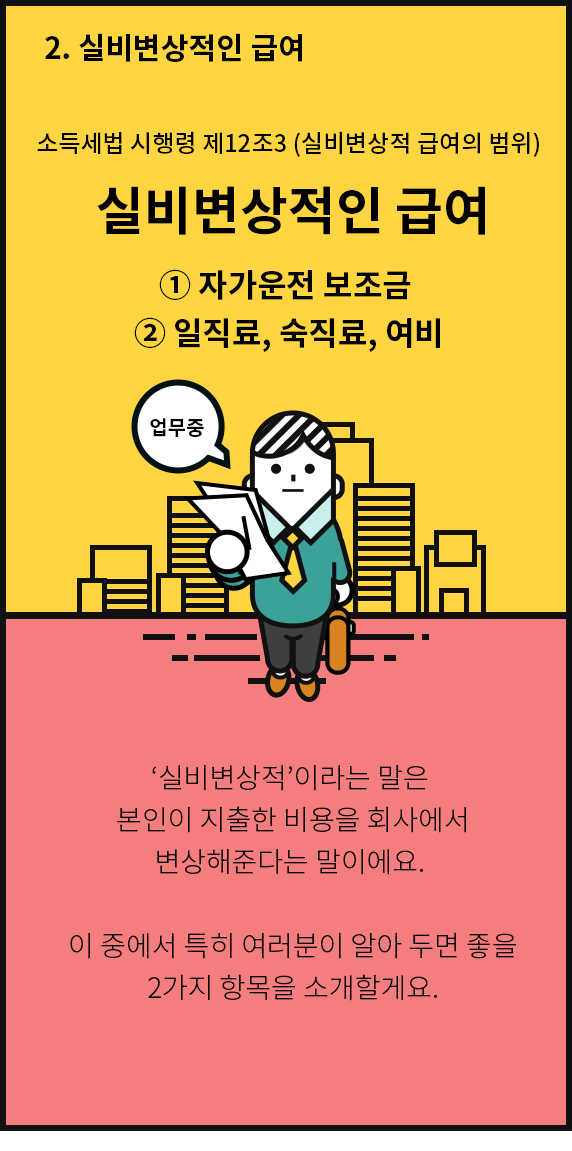 2. 실비변상적인 급여
소득세법 시행령 제12조3 (실비변상적 급여의 범위)
실비변상적인 급여
① 자가운전 보조금
② 일직료, 숙직료, 여비
업무중
‘실비변상적’이라는 말은
본인이 지출한 비용을 회사에서
변상해준다는 말이에요.
이 중에서 특히 여러분이 알아 두면 좋을
2가지 항목을 소개할게요.